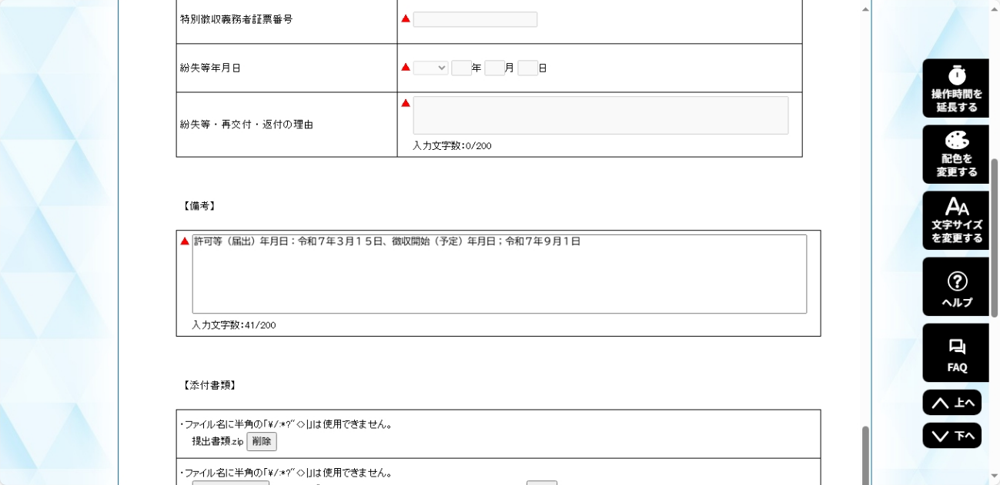 特別徴収義務者証票番号
▲
紛失等年月日
▲ 年 月 日
紛失等・再交付・返付の理由
▲
入力文字数:0/200
【備考】
▲ 許可等（届出）年月日：令和７年３月１５日、徴収開始（予定）年月日；令和７年９月１日
入力文字数:41/200
【添付書類】
・ファイル名に半角の「¥/:*?"<>|」は使用できません。
提出書類.zip 削除
・ファイル名に半角の「¥/:*?"<>|」は使用できません。
操作時間を
延長する
配色を
変更する
AA
文字サイズ
を変更する
?
ヘルプ
FAQ
上へ
下へ